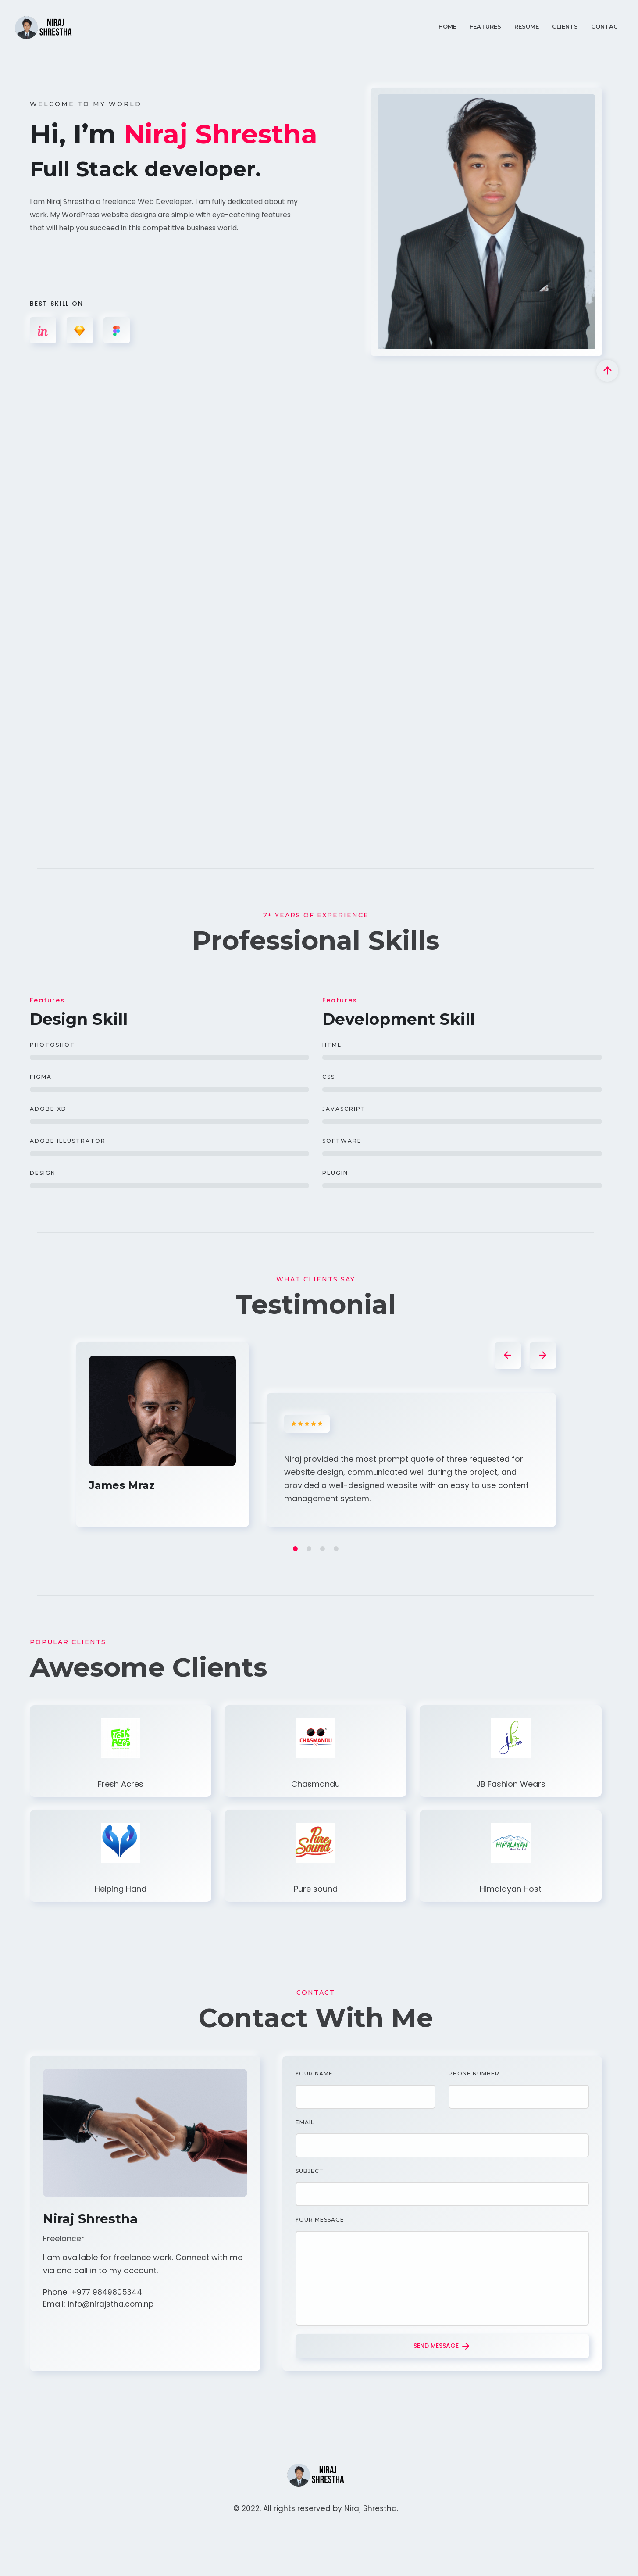 NIRAJ
SHRESTHA
HOME FEATURES RESUME CLIENTS CONTACT
WELCOME TO MY WORLD
Hi, I’m Niraj Shrestha
Full Stack developer.
I am Niraj Shrestha a freelance Web Developer. I am fully dedicated about my
work. My WordPress website designs are simple with eye-catching features
that will help you succeed in this competitive business world.
BEST SKILL ON
in
7+ YEARS OF EXPERIENCE
Professional Skills
Features
Design Skill
PHOTOSHOT
FIGMA
ADOBE XD
ADOBE ILLUSTRATOR
DESIGN
Features
Development Skill
HTML
CSS
JAVASCRIPT
SOFTWARE
PLUGIN
WHAT CLIENTS SAY
Testimonial
James Mraz
Niraj provided the most prompt quote of three requested for
website design, communicated well during the project, and
provided a well-designed website with an easy to use content
management system.
POPULAR CLIENTS
Awesome Clients
Fresh Acres
CHASMANDU
Chasmandu
JB Fashion Wears
Helping Hand
Pure Sound
Pure sound
HIMALAYAN
Himalayan Host
CONTACT
Contact With Me
Niraj Shrestha
Freelancer
I am available for freelance work. Connect with me
via and call in to my account.
Phone: +977 9849805344
Email: info@nirajstha.com.np
YOUR NAME
PHONE NUMBER
EMAIL
SUBJECT
YOUR MESSAGE
SEND MESSAGE
NIRAJ
SHRESTHA
© 2022. All rights reserved by Niraj Shrestha.